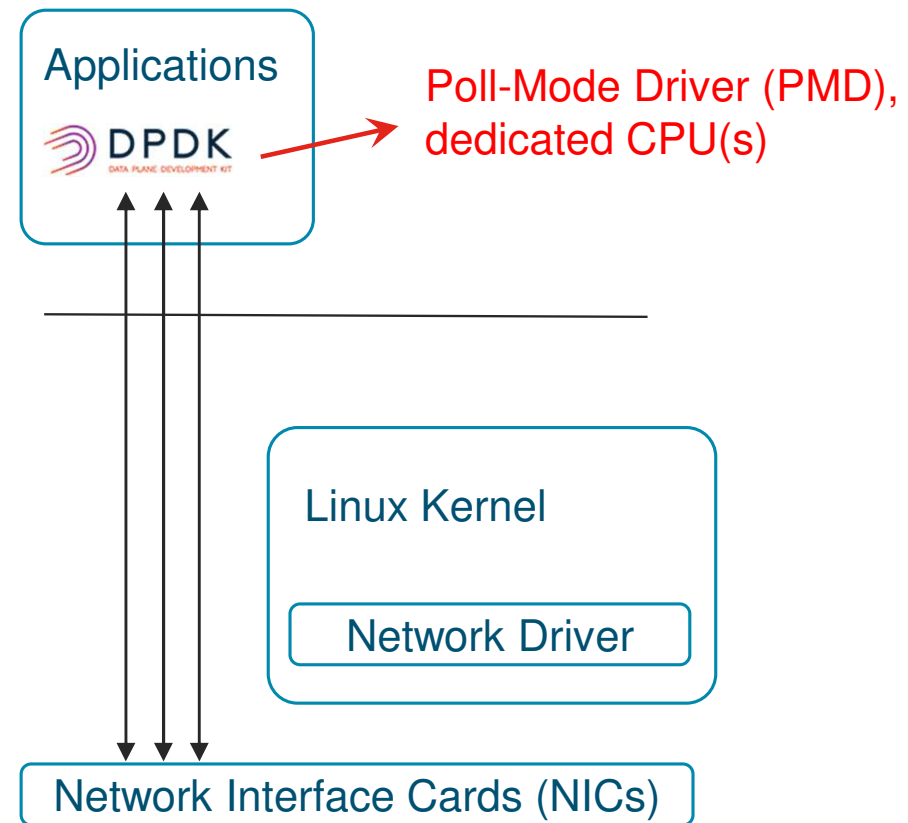 Applications
DPDK
DATA PLANE DEVELOPMENT KIT
Poll-Mode Driver (PMD),
dedicated CPU(s)
Linux Kernel
Network Driver
Network Interface Cards (NICs)